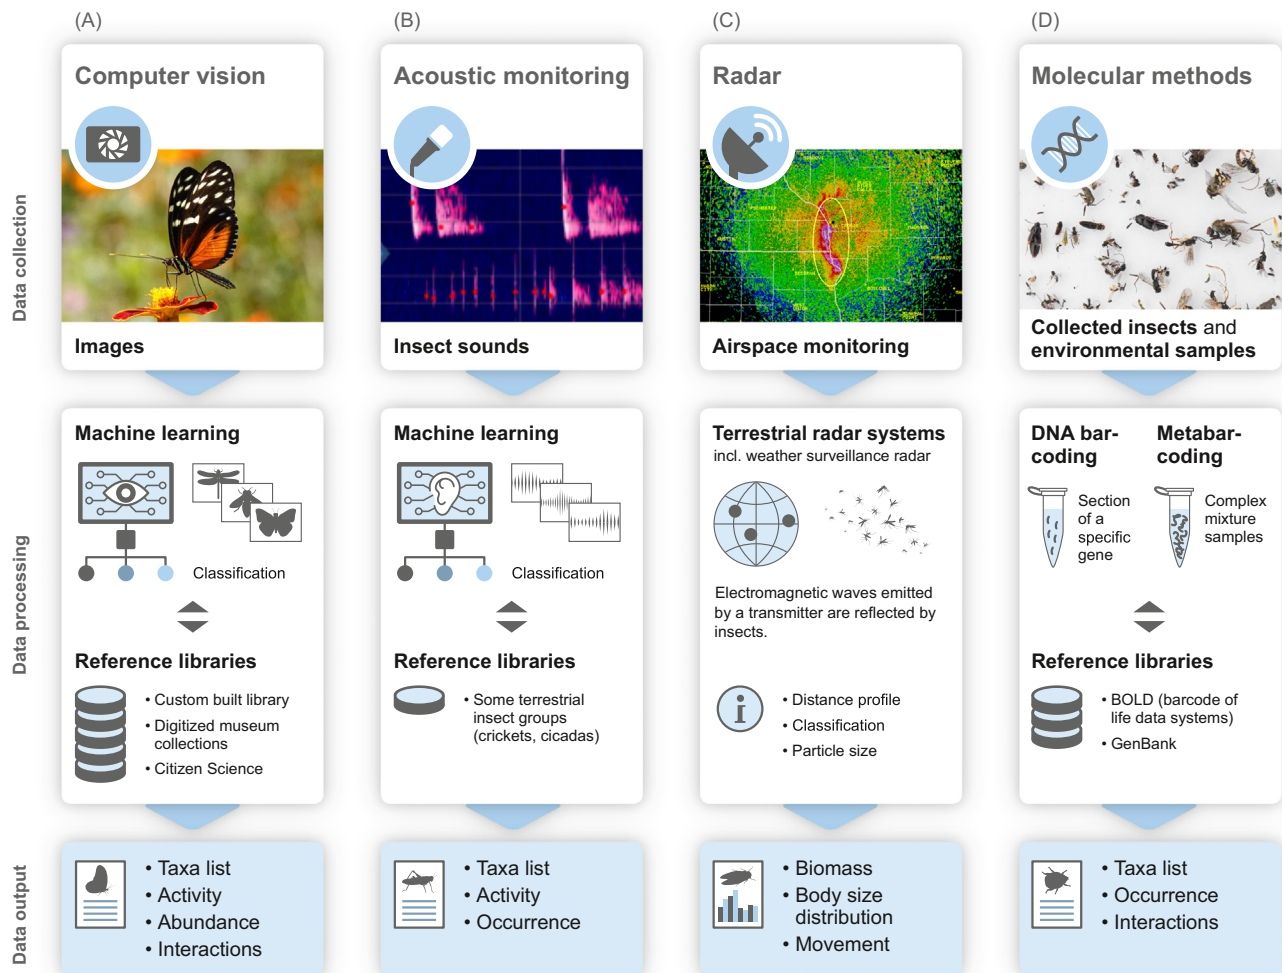 (A)
(B)
(C)
(D)
Computer vision
Acoustic monitoring
Radar
Molecular methods
Data collection
Images
Insect sounds
Airspace monitoring
Collected insects and
environmental samples
Data processing
Machine learning
Classification
Reference libraries
• Custom built library
• Digitized museum
collections
• Citizen Science
Machine learning
Classification
Reference libraries
• Some terrestrial
insect groups
(crickets, cicadas)
Terrestrial radar systems
incl. weather surveillance radar
Electromagnetic waves emitted
by a transmitter are reflected by
insects.
i
• Distance profile
• Classification
• Particle size
DNA bar-
coding
Section
of a
specific
gene
Metabar-
coding
Complex
mixture
samples
Reference libraries
• BOLD (barcode of
life data systems)
• GenBank
Data output
• Taxa list
• Activity
• Abundance
• Interactions
• Taxa list
• Activity
• Occurrence
• Biomass
• Body size
distribution
• Movement
• Taxa list
• Occurrence
• Interactions